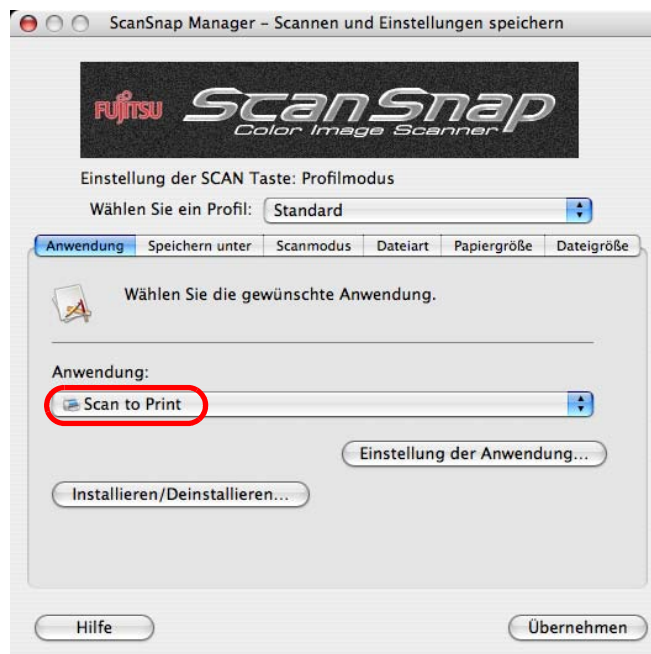 ScanSnap Manager – Scannen und Einstellungen speichern
FUJITSU ScanSnap
Color Image Scanner
Einstellung der SCAN Taste: Profilmodus
Wählen Sie ein Profil: Standard
Anwendung Speichern unter Scanmodus Dateiart Papiergröße Dateigröße
Wählen Sie die gewünschte Anwendung.
Anwendung:
Scan to Print
Einstellung der Anwendung...
Installieren/Deinstallieren...
Hilfe Übernehmen